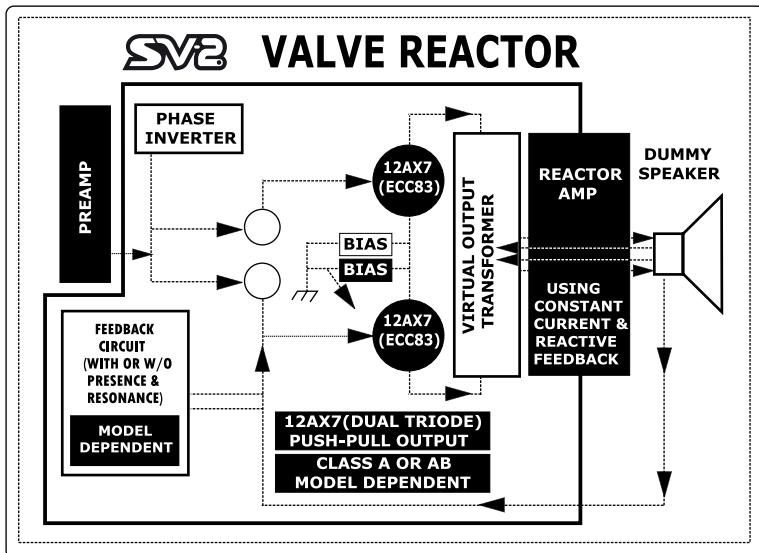 SV2 VALVE REACTOR
PREAMP
PHASE
INVERTER
12AX7
(ECC83)
BIAS
BIAS
12AX7
(ECC83)
VIRTUAL OUTPUT
TRANSFORMER
REACTOR
AMP
USING
CONSTANT
CURRENT &
REACTIVE
FEEDBACK
DUMMY
SPEAKER
FEEDBACK
CIRCUIT
(WITH OR W/O
PRESENCE &
RESONANCE)
MODEL
DEPENDENT
12AX7(DUAL TRIODE)
PUSH-PULL OUTPUT
CLASS A OR AB
MODEL DEPENDENT